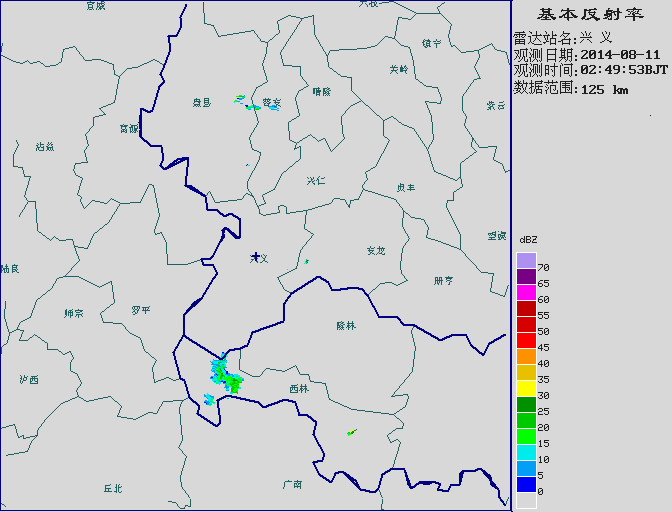 基本反射率
雷达站名:兴 义
观测日期:2014-08-11
观测时间:02:49:53BJT
数据范围:125 km
宣威
兴仁
镇宁
关岭
晴隆
盘县
普安
紫云
富源
沾益
兴仁
贞丰
望谟
兴义
安龙
陆良
册亨
师宗
罗平
隆林
泸西
西林
丘北
广南
dBZ
70
65
60
55
50
45
40
35
30
25
20
15
10
5
0